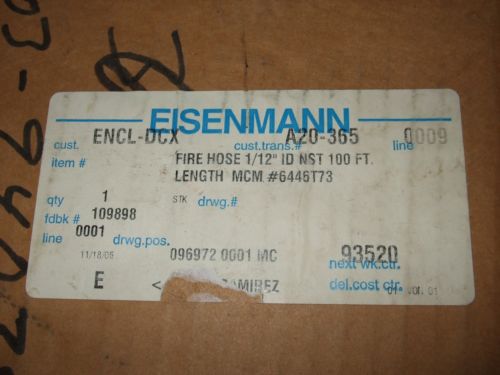 EISENMANN
cust. ENCL-DCX cust.trans.# A20-365 line 0009
item # FIRE HOSE 1/12" ID NST 100 FT.
LENGTH MCM #6446T73
qty 1 STK drwg.#
fdbk # 109898
line 0001 drwg.pos.
11/18/05 096972 0001 MC 93520
next wk.ctr.
E < AMIREZ del.cost ctr.